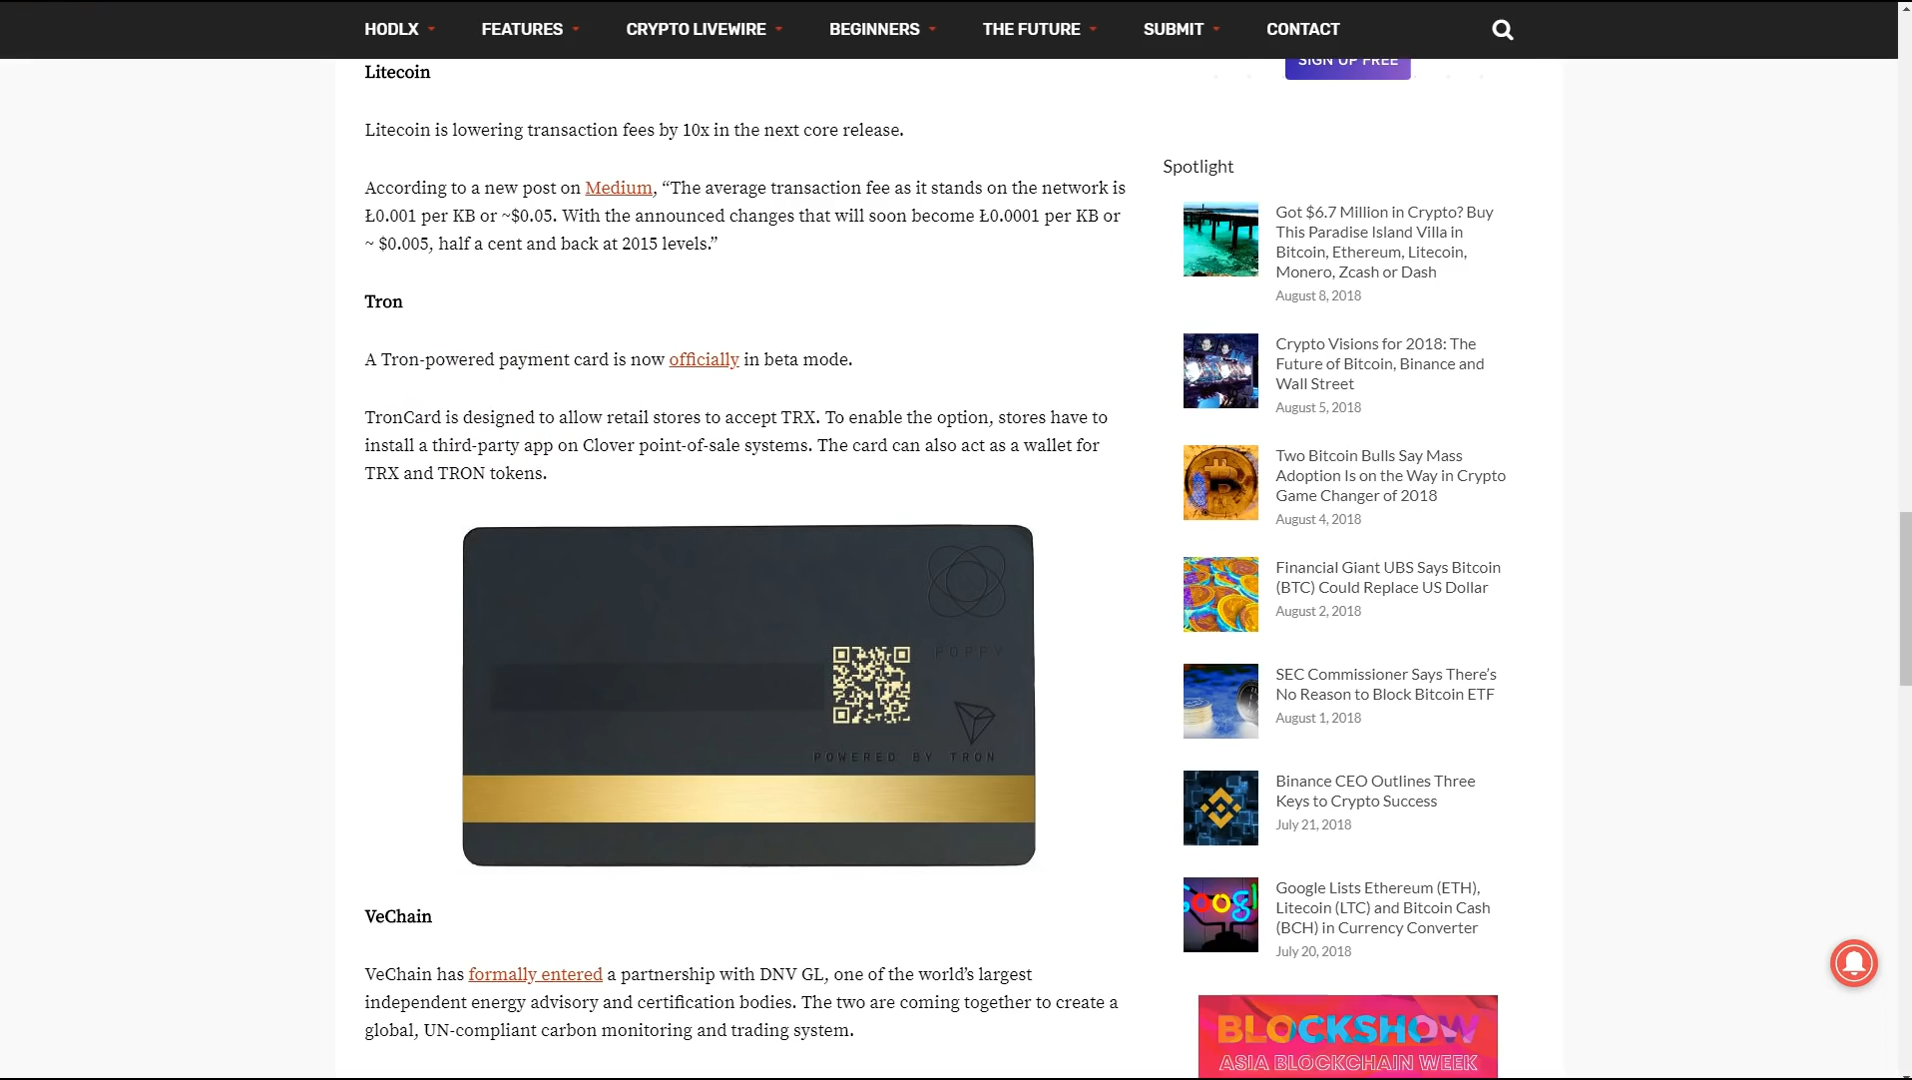 HODLX
FEATURES
CRYPTO LIVEWIRE
BEGINNERS
THE FUTURE
SUBMIT
CONTACT
Litecoin
Litecoin is lowering transaction fees by 10x in the next core release.
According to a new post on Medium, “The average transaction fee as it stands on the network is
Ł0.001 per KB or ~$0.05. With the announced changes that will soon become Ł0.0001 per KB or
~ $0.005, half a cent and back at 2015 levels.”
Tron
A Tron-powered payment card is now officially in beta mode.
TronCard is designed to allow retail stores to accept TRX. To enable the option, stores have to
install a third-party app on Clover point-of-sale systems. The card can also act as a wallet for
TRX and TRON tokens.
POPPY
POWERED BY TRON
VeChain
VeChain has formally entered a partnership with DNV GL, one of the world’s largest
independent energy advisory and certification bodies. The two are coming together to create a
global, UN-compliant carbon monitoring and trading system.
SIGN UP FREE
Spotlight
Got $6.7 Million in Crypto? Buy
This Paradise Island Villa in
Bitcoin, Ethereum, Litecoin,
Monero, Zcash or Dash
August 8, 2018
Crypto Visions for 2018: The
Future of Bitcoin, Binance and
Wall Street
August 5, 2018
Two Bitcoin Bulls Say Mass
Adoption Is on the Way in Crypto
Game Changer of 2018
August 4, 2018
Financial Giant UBS Says Bitcoin
(BTC) Could Replace US Dollar
August 2, 2018
SEC Commissioner Says There’s
No Reason to Block Bitcoin ETF
August 1, 2018
Binance CEO Outlines Three
Keys to Crypto Success
July 21, 2018
Google Lists Ethereum (ETH),
Litecoin (LTC) and Bitcoin Cash
(BCH) in Currency Converter
July 20, 2018
BLOCKSHOW
ASIA BLOCKCHAIN WEEK